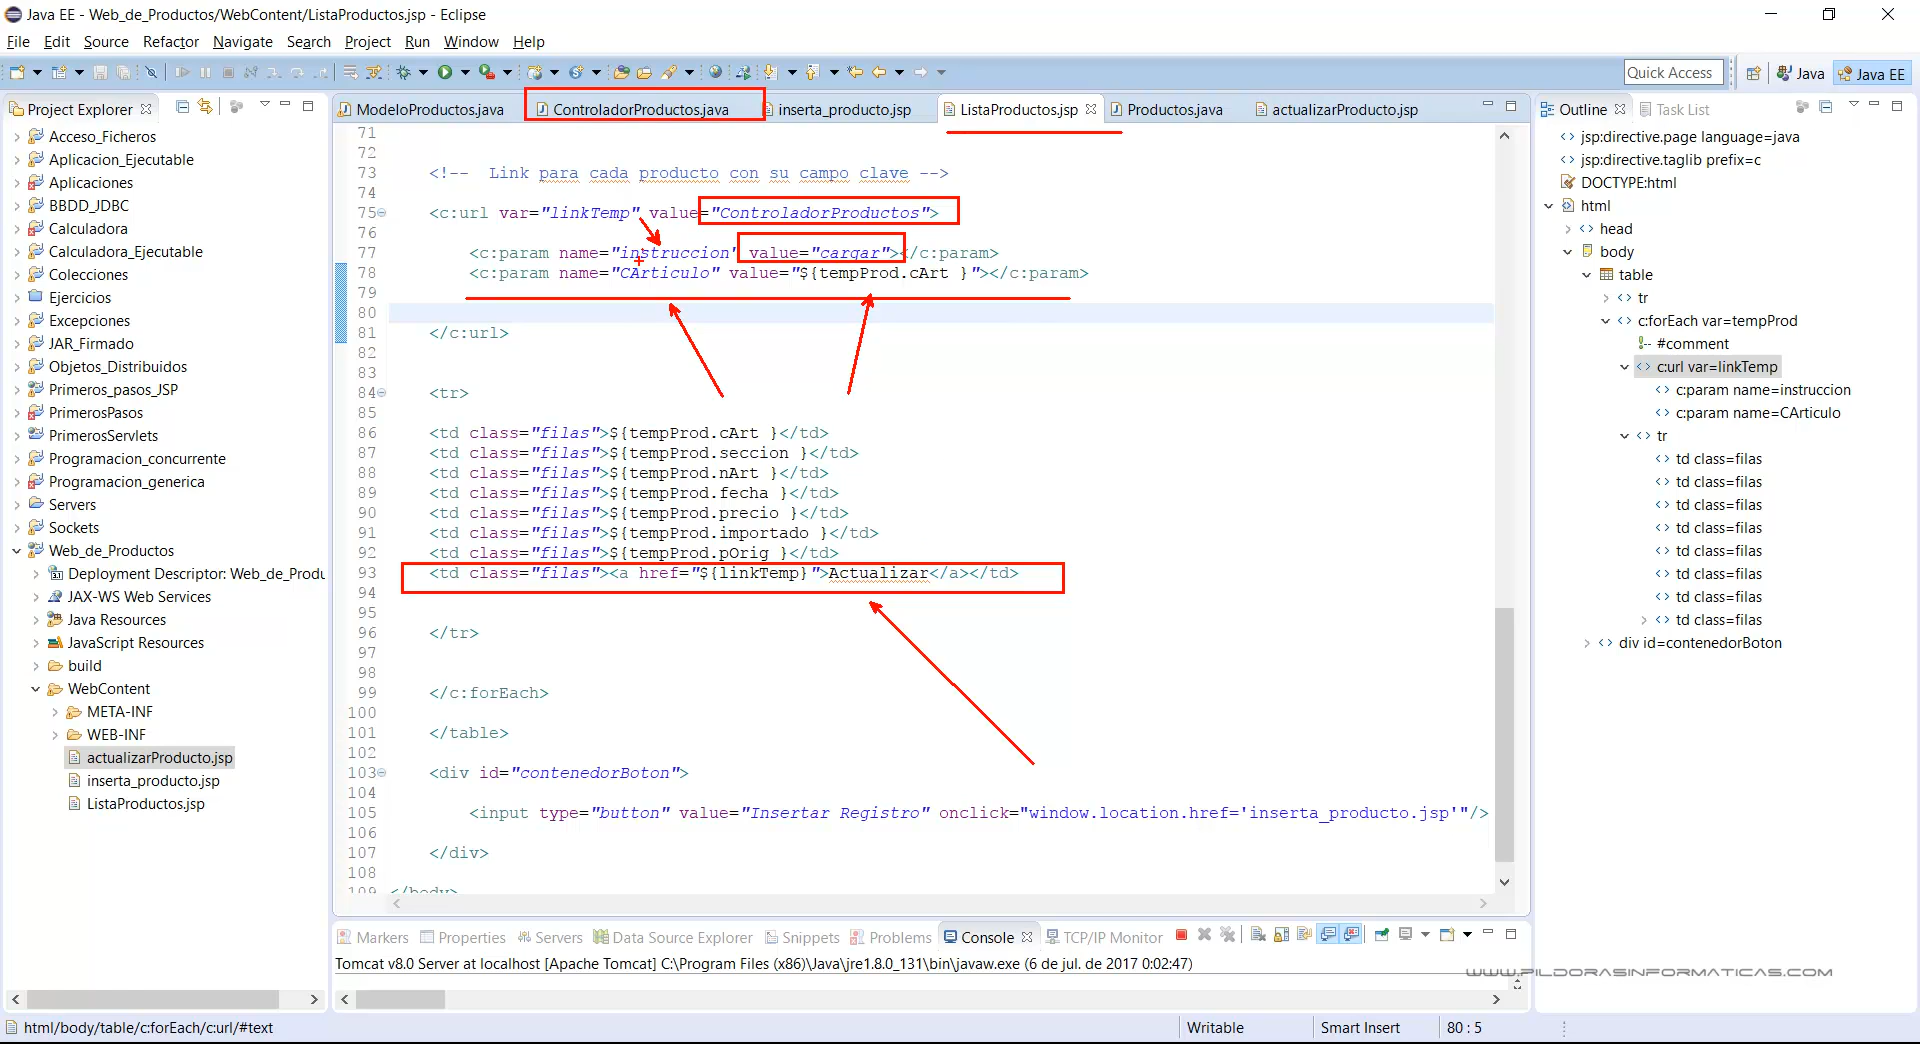 Java EE - Web_de_Productos/WebContent/ListaProductos.jsp - Eclipse
File Edit Source Refactor Navigate Search Project Run Window Help
Quick Access
Java
Java EE
Project Explorer
Acceso_Ficheros
Aplicacion_Ejecutable
Aplicaciones
BBDD_JDBC
Calculadora
Calculadora_Ejecutable
Colecciones
Ejercicios
Excepciones
JAR_Firmado
Objetos_Distribuidos
Primeros_pasos_JSP
PrimerosPasos
PrimerosServlets
Programacion_concurrente
Programacion_generica
Servers
Sockets
Web_de_Productos
Deployment Descriptor: Web_de_Produ
JAX-WS Web Services
Java Resources
JavaScript Resources
build
WebContent
META-INF
WEB-INF
actualizarProducto.jsp
inserta_producto.jsp
ListaProductos.jsp
ModeloProductos.java
ControladorProductos.java
inserta_producto.jsp
ListaProductos.jsp
Productos.java
actualizarProducto.jsp
71
72
73 <!-- Link para cada producto con su campo clave -->
74
75 <c:url var="linkTemp" value="ControladorProductos">
76
77 <c:param name="instruccion" value="cargar"></c:param>
78 <c:param name="CArticulo" value="${tempProd.cArt }"></c:param>
79
80
81 </c:url>
82
83
84 <tr>
85
86 <td class="filas">${tempProd.cArt }</td>
87 <td class="filas">${tempProd.seccion }</td>
88 <td class="filas">${tempProd.nArt }</td>
89 <td class="filas">${tempProd.fecha }</td>
90 <td class="filas">${tempProd.precio }</td>
91 <td class="filas">${tempProd.importado }</td>
92 <td class="filas">${tempProd.pOrig }</td>
93 <td class="filas"><a href="${linkTemp}">Actualizar</a></td>
94
95
96 </tr>
97
98
99 </c:forEach>
100
101 </table>
102
103 <div id="contenedorBoton">
104
105 <input type="button" value="Insertar Registro" onclick="window.location.href='inserta_producto.jsp'"/>
106
107 </div>
108
109 </body>
Outline
Task List
jsp:directive.page language=java
jsp:directive.taglib prefix=c
DOCTYPE:html
html
head
body
table
tr
c:forEach var=tempProd
#comment
c:url var=linkTemp
c:param name=instruccion
c:param name=CArticulo
tr
td class=filas
td class=filas
td class=filas
td class=filas
td class=filas
td class=filas
td class=filas
td class=filas
div id=contenedorBoton
Markers Properties Servers Data Source Explorer Snippets Problems Console TCP/IP Monitor
Tomcat v8.0 Server at localhost [Apache Tomcat] C:\Program Files (x86)\Java\jre1.8.0_131\bin\javaw.exe (6 de jul. de 2017 0:02:47)
WWW.PILDORASINFORMATICAS.COM
html/body/table/c:forEach/c:url/#text
Writable
Smart Insert
80 : 5